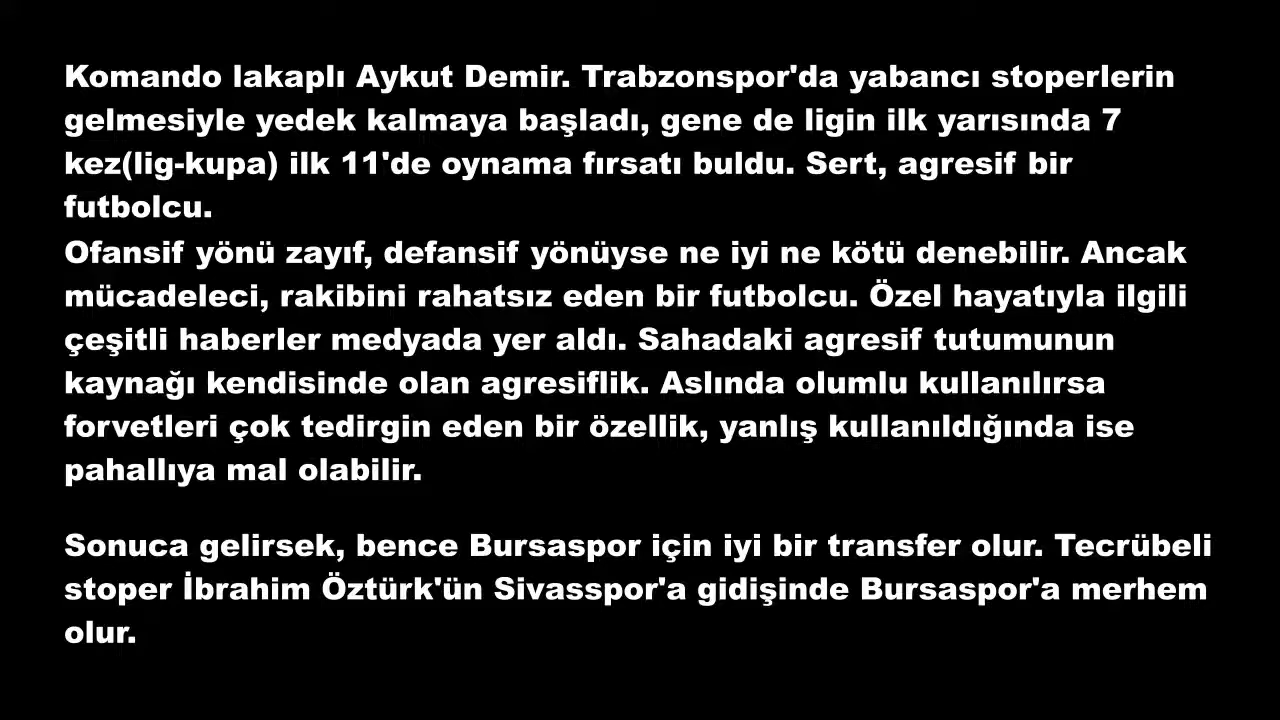 Komando lakaplı Aykut Demir. Trabzonspor'da yabancı stoperlerin
gelmesiyle yedek kalmaya başladı, gene de ligin ilk yarısında 7
kez(lig-kupa) ilk 11'de oynama fırsatı buldu. Sert, agresif bir
futbolcu.
Ofansif yönü zayıf, defansif yönüyse ne iyi ne kötü denebilir. Ancak
mücadeleci, rakibini rahatsız eden bir futbolcu. Özel hayatıyla ilgili
çeşitli haberler medyada yer aldı. Sahadaki agresif tutumunun
kaynağı kendisinde olan agresiflik. Aslında olumlu kullanılırsa
forvetleri çok tedirgin eden bir özellik, yanlış kullanıldığında ise
pahallıya mal olabilir.
Sonuca gelirsek, bence Bursaspor için iyi bir transfer olur. Tecrübeli
stoper İbrahim Öztürk'ün Sivasspor'a gidişinde Bursaspor'a merhem
olur.